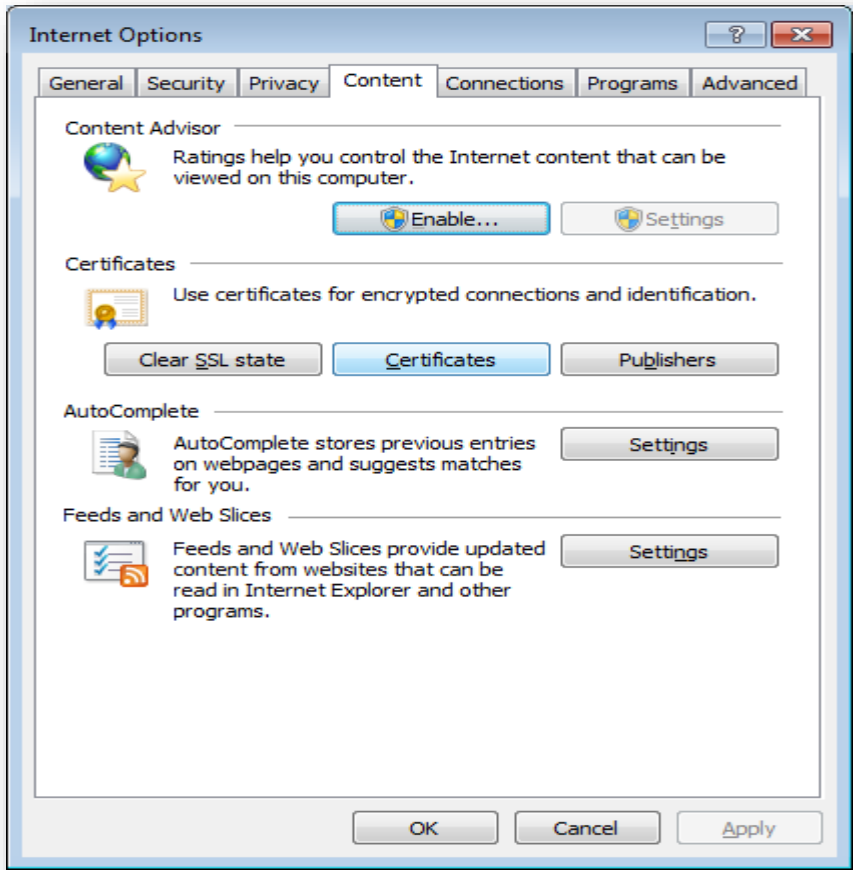 Internet Options
General Security Privacy Content Connections Programs Advanced
Content Advisor
Ratings help you control the Internet content that can be
viewed on this computer.
Enable... Settings
Certificates
Use certificates for encrypted connections and identification.
Clear SSL state Certificates Publishers
AutoComplete
AutoComplete stores previous entries
on webpages and suggests matches
for you.
Settings
Feeds and Web Slices
Feeds and Web Slices provide updated
content from websites that can be
read in Internet Explorer and other
programs.
Settings
OK Cancel Apply